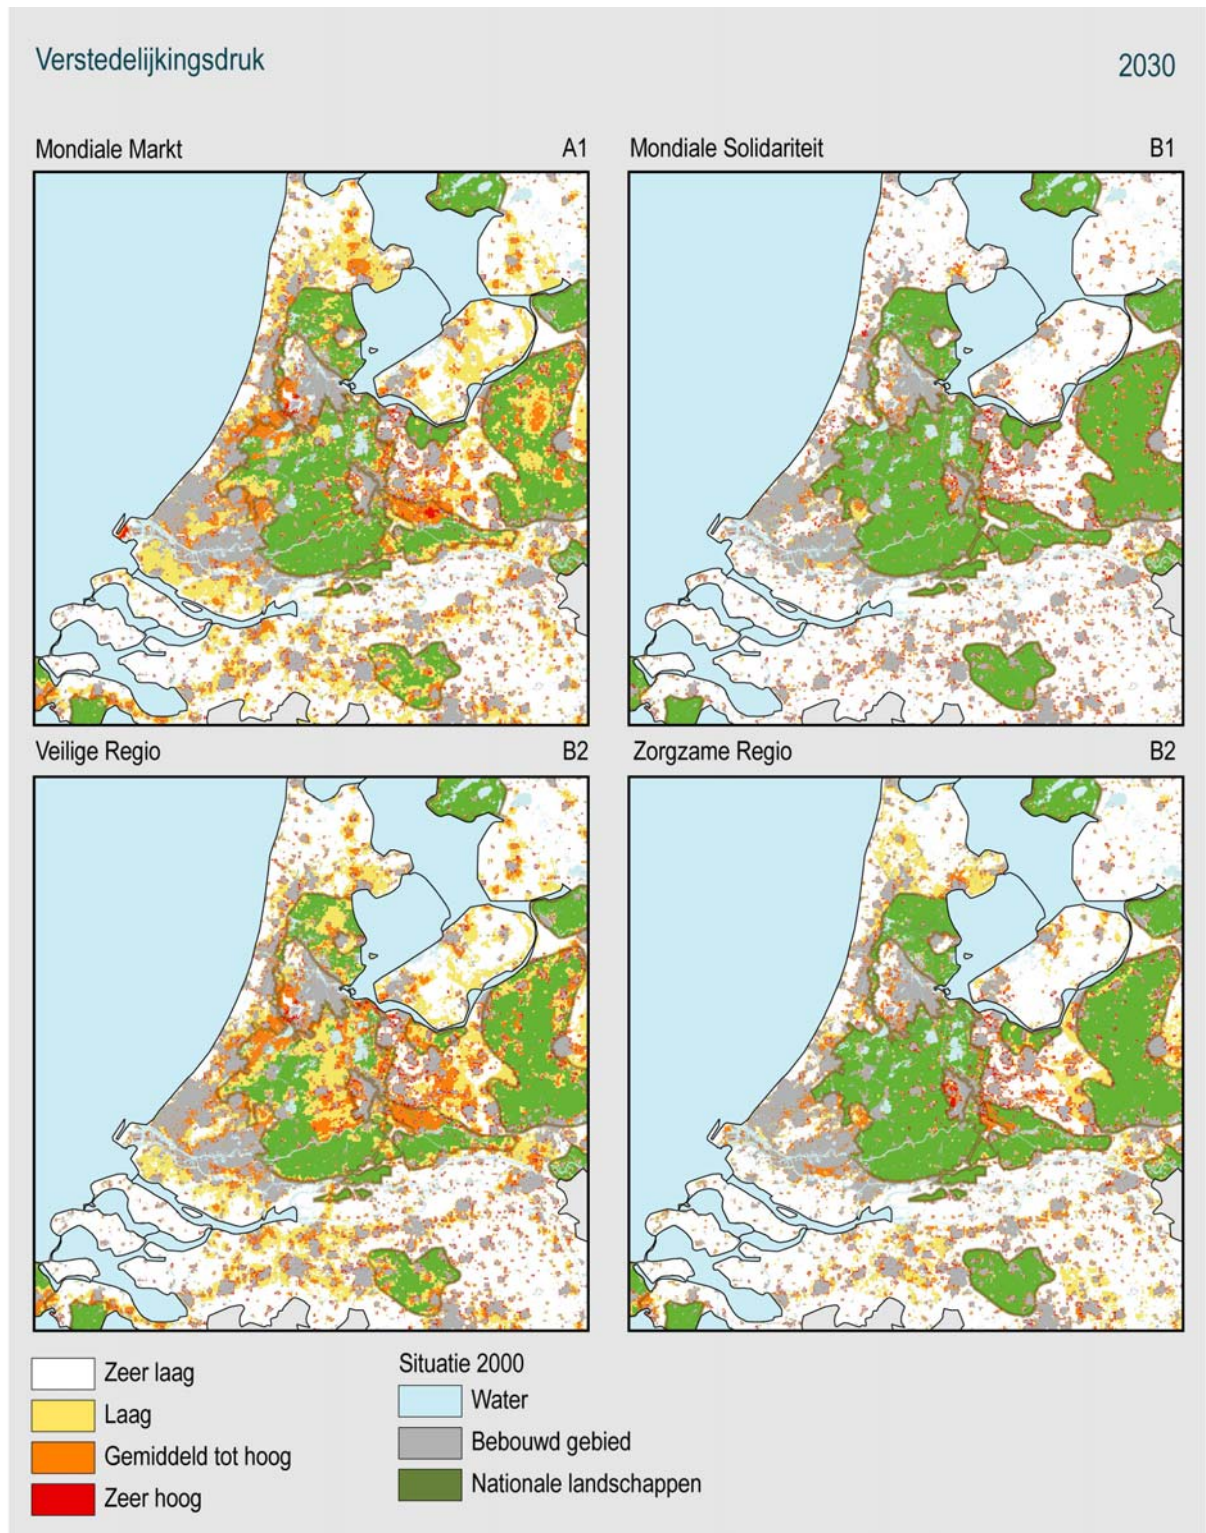 Verstedelijkingsdruk 2030
Mondiale Markt A1
Mondiale Solidariteit B1
Veilige Regio B2
Zorgzame Regio B2
Zeer laag
Laag
Gemiddeld tot hoog
Zeer hoog
Situatie 2000
Water
Bebouwd gebied
Nationale landschappen